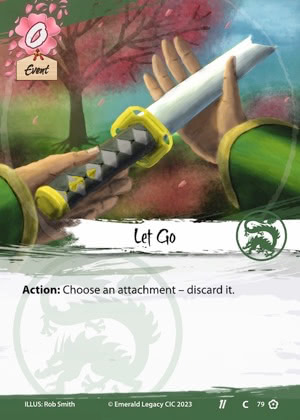 0
Event
Let Go
Action: Choose an attachment – discard it.
ILLUS: Rob Smith © Emerald Legacy CIC 2023 C 79